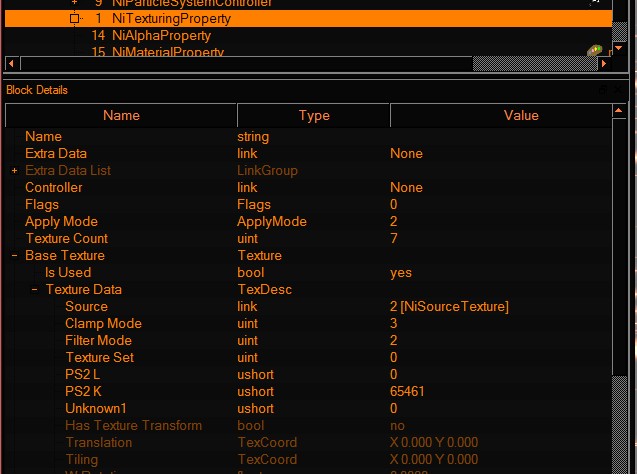 9 NiParticleSystemController
1 NiTexturingProperty
14 NiAlphaProperty
15 NiMaterialProperty
Block Details
Name Type Value
Name string
Extra Data link None
+ Extra Data List LinkGroup
Controller link None
Flags Flags 0
Apply Mode ApplyMode 2
Texture Count uint 7
− Base Texture Texture
Is Used bool yes
− Texture Data TexDesc
Source link 2 [NiSourceTexture]
Clamp Mode uint 3
Filter Mode uint 2
Texture Set uint 0
PS2 L ushort 0
PS2 K ushort 65461
Unknown1 ushort 0
Has Texture Transform bool no
Translation TexCoord X 0.000 Y 0.000
Tiling TexCoord X 0.000 Y 0.000